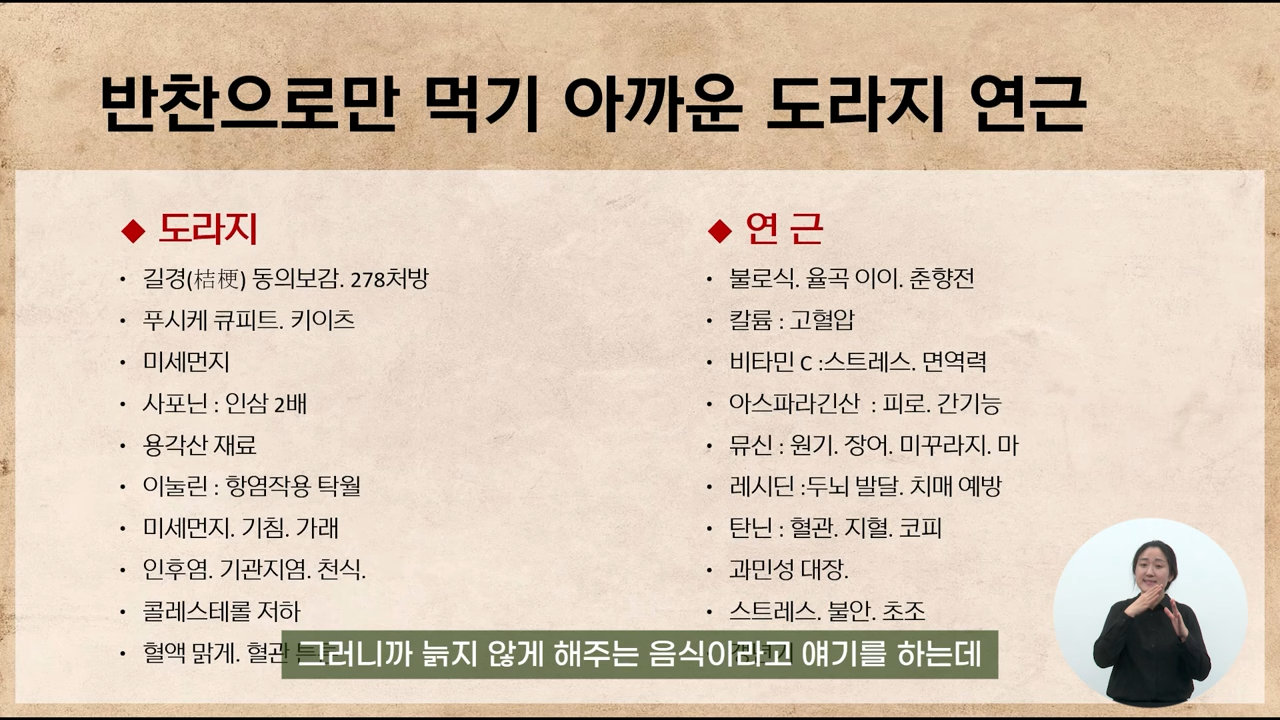 반찬으로만 먹기 아까운 도라지 연근
◆ 도라지
• 길경(桔梗) 동의보감. 278처방
• 푸시케 큐피트. 키이츠
• 미세먼지
• 사포닌 : 인삼 2배
• 용각산 재료
• 이눌린 : 항염작용 탁월
• 미세먼지. 기침. 가래
• 인후염. 기관지염. 천식.
• 콜레스테롤 저하
• 혈액 맑게. 혈관
◆ 연 근
• 불로식. 율곡 이이. 춘향전
• 칼륨 : 고혈압
• 비타민 C :스트레스. 면역력
• 아스파라긴산 : 피로. 간기능
• 뮤신 : 원기. 장어. 미꾸라지. 마
• 레시딘 :두뇌 발달. 치매 예방
• 탄닌 : 혈관. 지혈. 코피
• 과민성 대장.
• 스트레스. 불안. 초조
그러니까 늙지 않게 해주는 음식이라고 얘기를 하는데